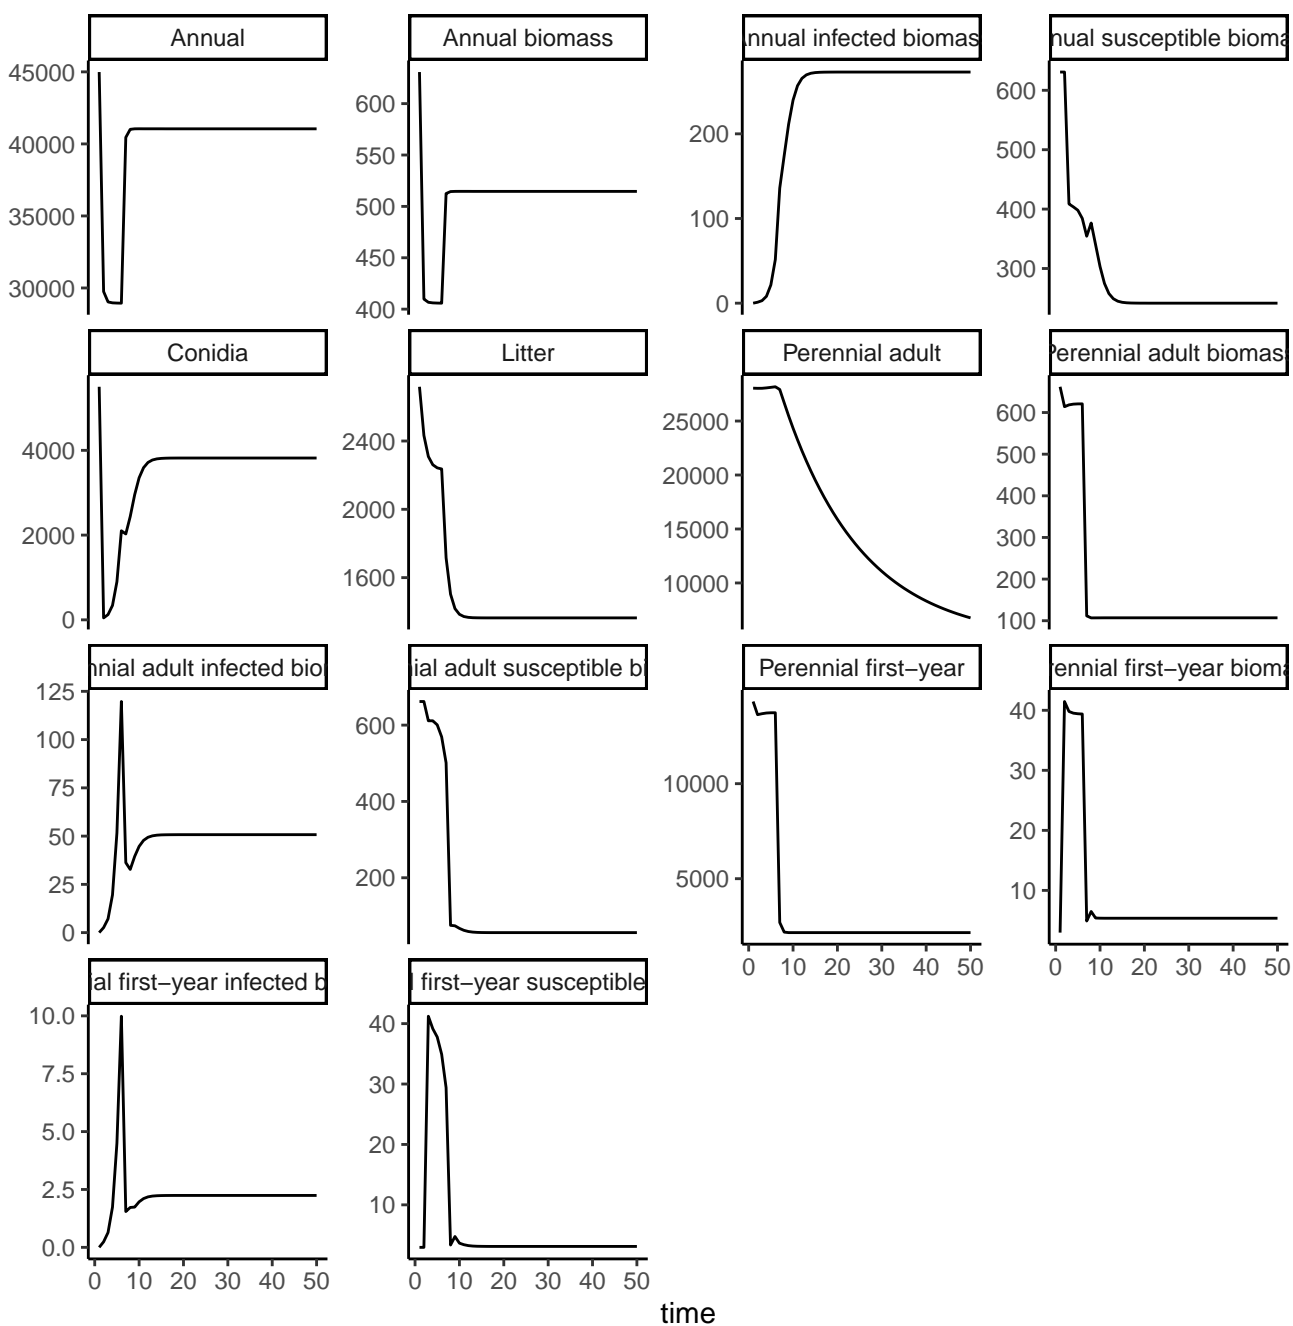 Annual
Annual biomass
nnual infected biomas
nual susceptible bioma
45000
40000
35000
30000
600
550
500
450
400
200
100
0
600
500
400
300
Conidia
Litter
Perennial adult
Perennial adult biomass
4000
2000
0
2400
2000
1600
25000
20000
15000
10000
600
500
400
300
200
100
nnial adult infected bion
ial adult susceptible bi
Perennial first−year
rennial first−year bioma
125
100
75
50
25
0
600
400
200
10000
5000
40
30
20
10
0 10 20 30 40 50
0 10 20 30 40 50
ial first−year infected b
l first−year susceptible
10.0
7.5
5.0
2.5
0.0
40
30
20
10
0 10 20 30 40 50
0 10 20 30 40 50
time